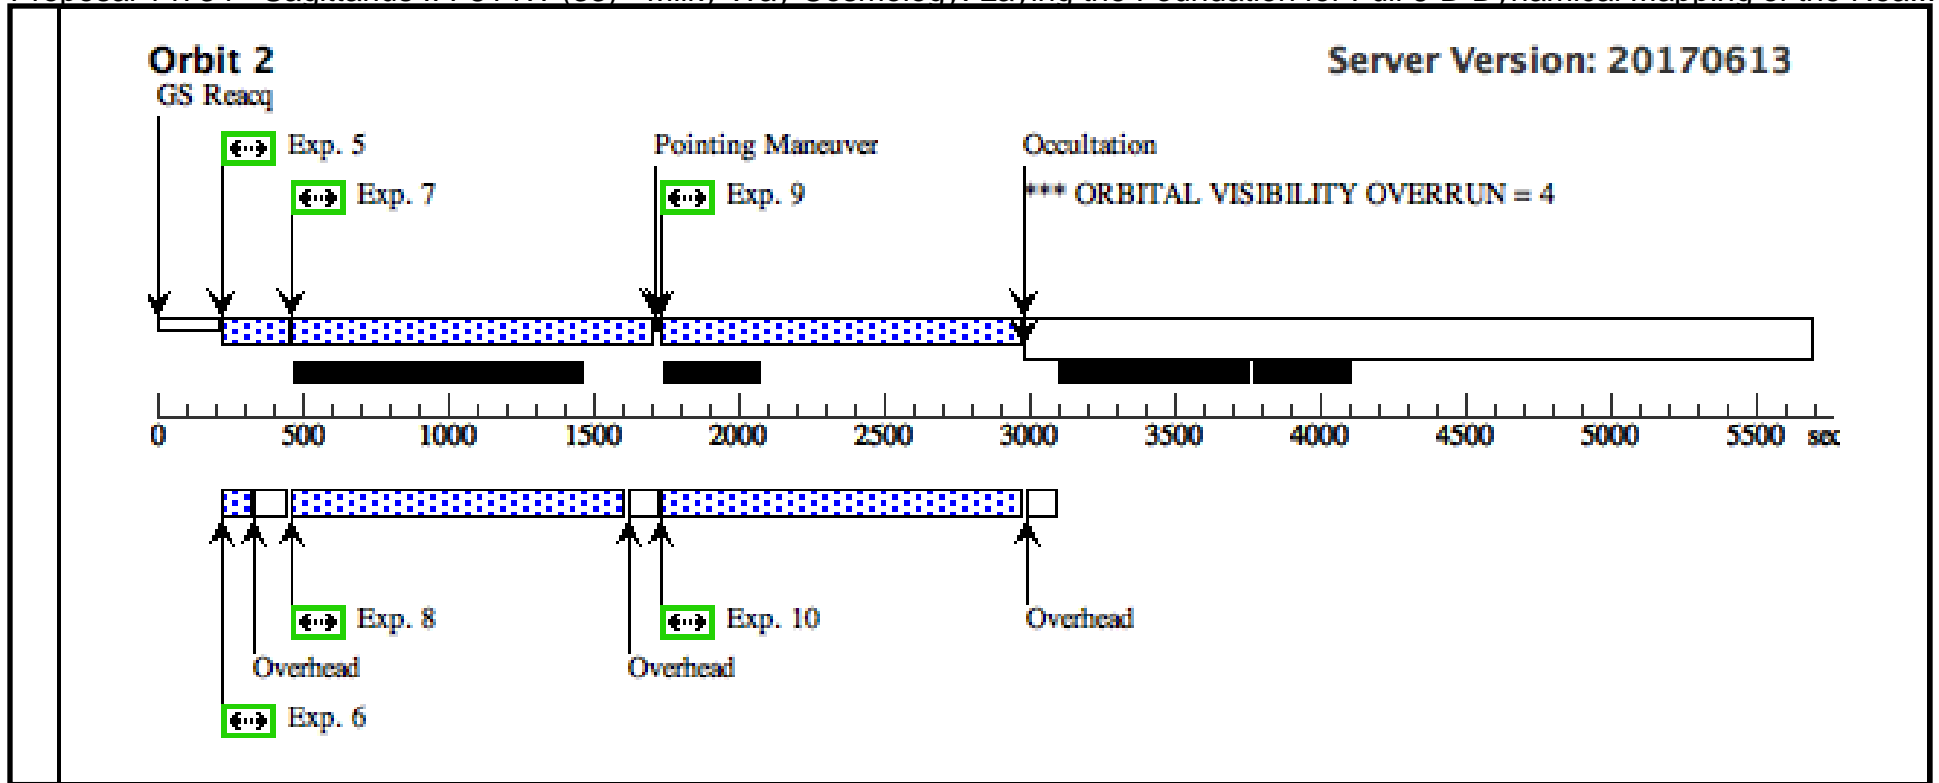 Orbit 2
Server Version: 20170613
GS Reacq
Exp. 5
Pointing Maneuver
Occultation
Exp. 7
Exp. 9
*** ORBITAL VISIBILITY OVERRUN = 4
0 500 1000 1500 2000 2500 3000 3500 4000 4500 5000 5500 sec
Exp. 8
Exp. 10
Overhead
Overhead
Overhead
Exp. 6